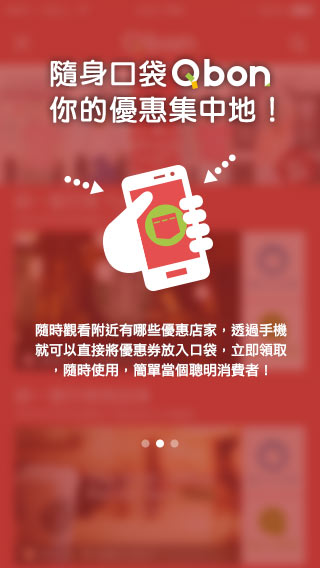 隨身口袋Qbon
你的優惠集中地！
隨時觀看附近有哪些優惠店家，透過手機
就可以直接將優惠券放入口袋，立即領取
，隨時使用，簡單當個聰明消費者！